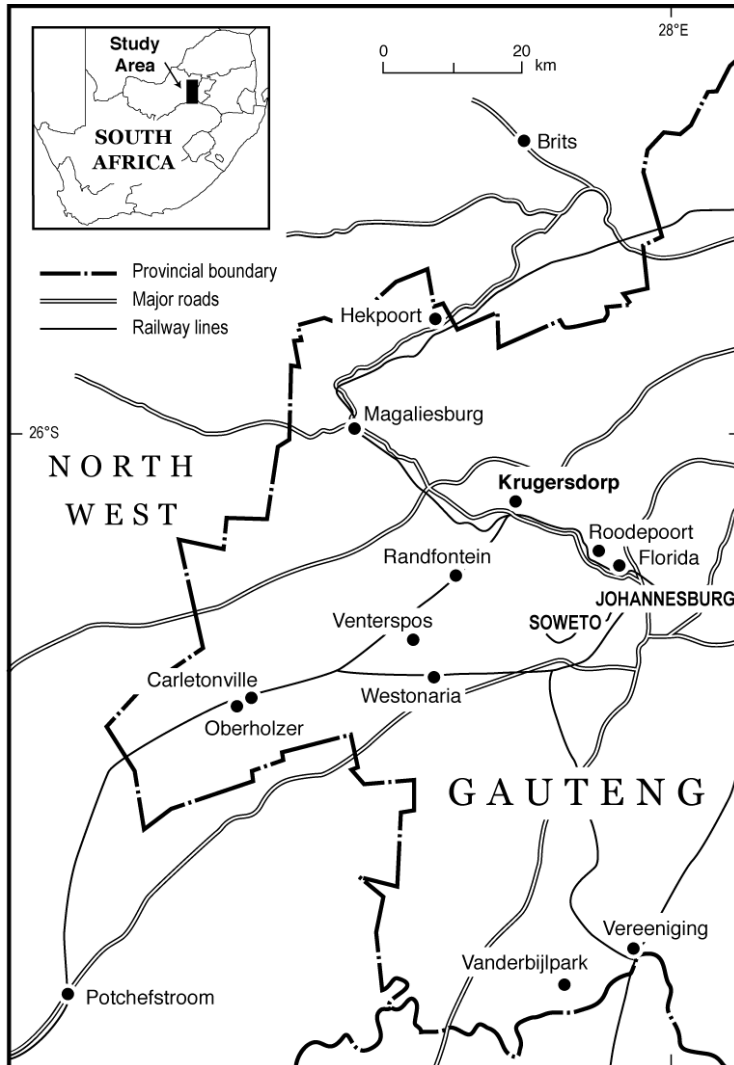 28°E
Study
Area
SOUTH
AFRICA
0 20
km
Brits
Provincial boundary
Major roads
Railway lines
Hekpoort
Magaliesburg
26°S
NORTH
WEST
Krugersdorp
Roodepoort
Florida
Randfontein
JOHANNESBURG
SOWETO
Venterspos
Carletonville
Westonaria
Oberholzer
GAUTENG
Vereeniging
Vanderbijlpark
Potchefstroom